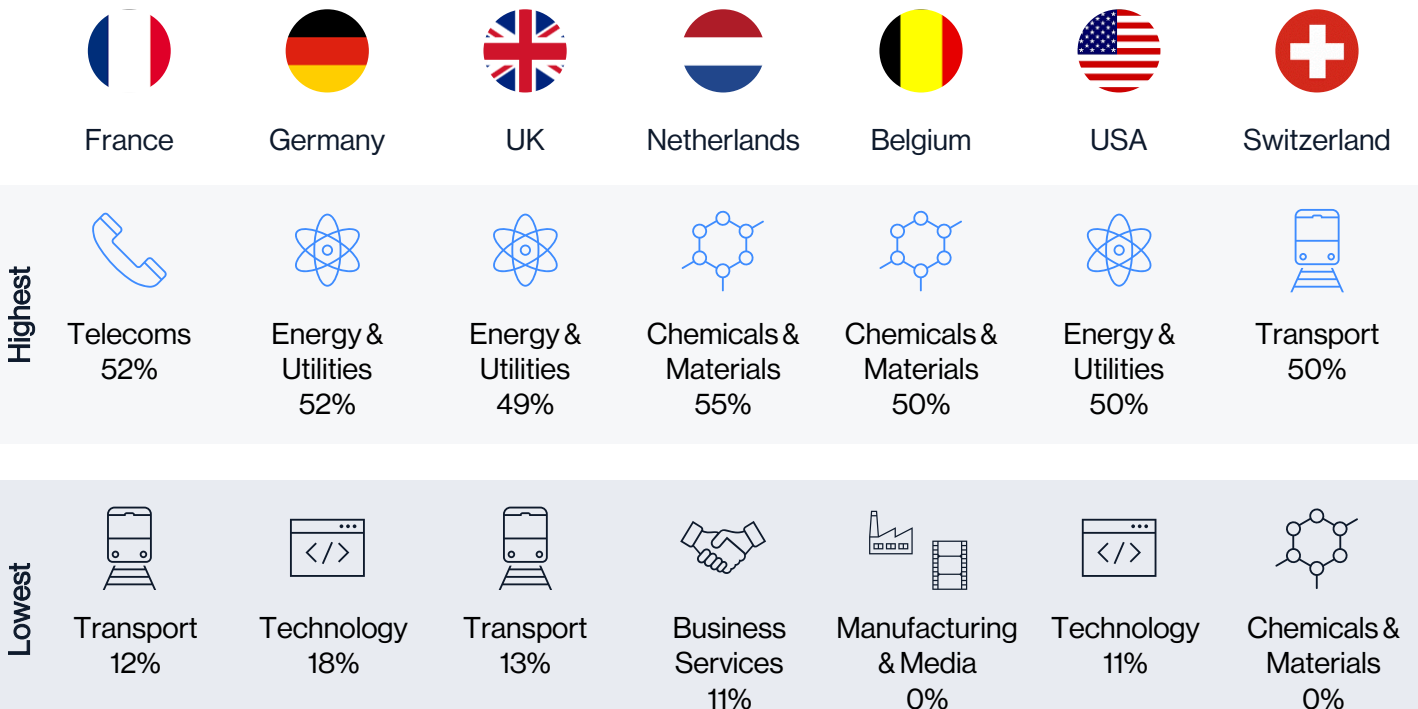 France
Germany
UK
Netherlands
Belgium
USA
Switzerland
Highest
Telecoms
52%
Energy &
Utilities
52%
Energy &
Utilities
49%
Chemicals &
Materials
55%
Chemicals &
Materials
50%
Energy &
Utilities
50%
Transport
50%
Lowest
Transport
12%
</>
Technology
18%
Transport
13%
Business
Services
11%
Manufacturing
& Media
0%
</>
Technology
11%
Chemicals &
Materials
0%